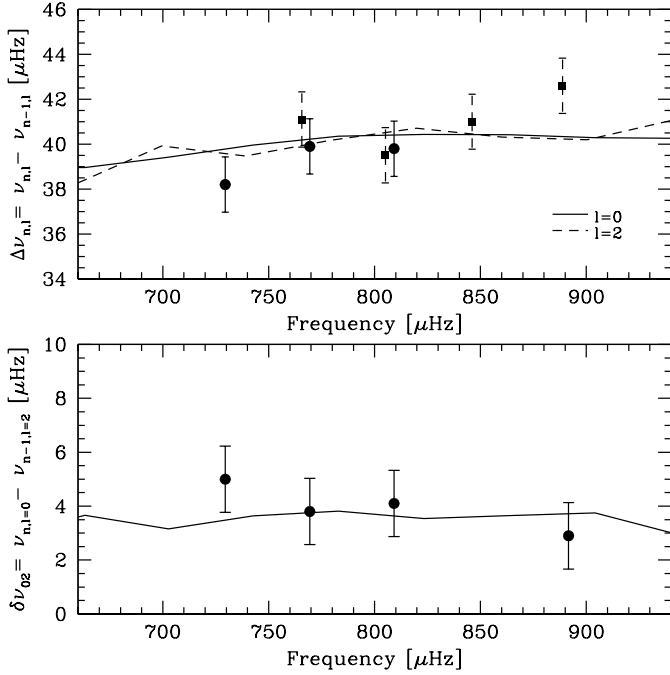 Δν_{n,l} = ν_{n,l} − ν_{n-1,l} [μHz]
46
44
42
40
38
36
34
l=0
l=2
700 750 800 850 900
Frequency [μHz]
δν_{02} = ν_{n,l=0} − ν_{n-1,l=2} [μHz]
10
8
6
4
2
0
700 750 800 850 900
Frequency [μHz]